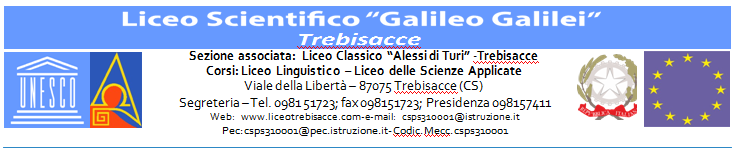 Liceo Scientifico “Galileo Galilei”
Trebisacce
Sezione associata: Liceo Classico “Alessi di Turi” -Trebisacce
Corsi: Liceo Linguistico – Liceo delle Scienze Applicate
Viale della Libertà – 87075 Trebisacce (CS)
Segreteria – Tel. 0981 51723; fax 098151723; Presidenza 098157411
Web: www.liceotrebisacce.com-e-mail: csps310001@istruzione.it
Pec: csps310001@pec.istruzione.it- Codic. Mecc. csps310001
UNESCO